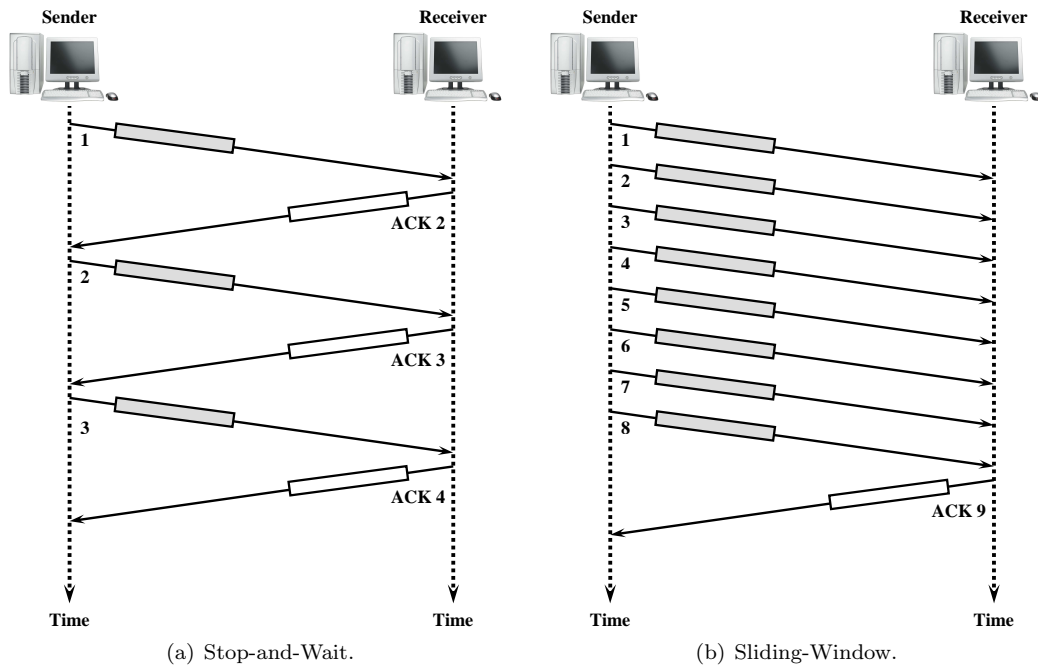 Sender
Receiver
1
ACK 2
2
ACK 3
3
ACK 4
Time
Time
(a) Stop-and-Wait.
Sender
Receiver
1
2
3
4
5
6
7
8
ACK 9
Time
Time
(b) Sliding-Window.